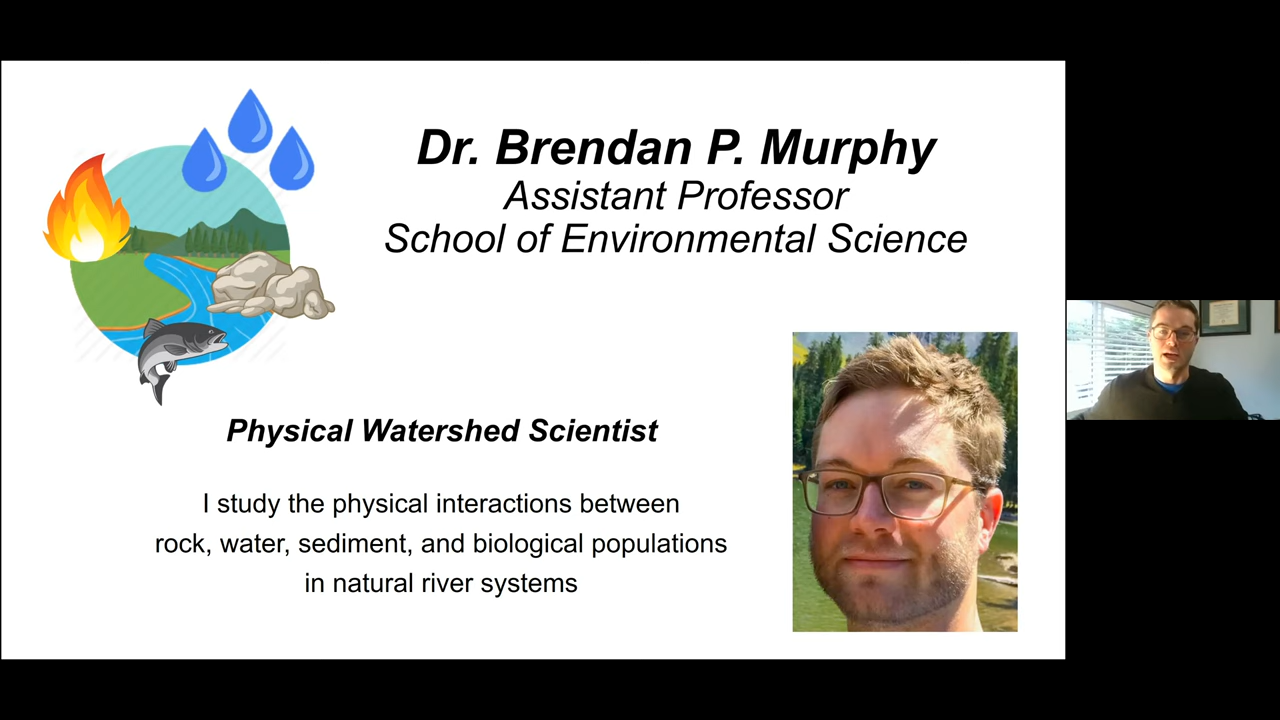 Dr. Brendan P. Murphy
Assistant Professor
School of Environmental Science
Physical Watershed Scientist
I study the physical interactions between
rock, water, sediment, and biological populations
in natural river systems